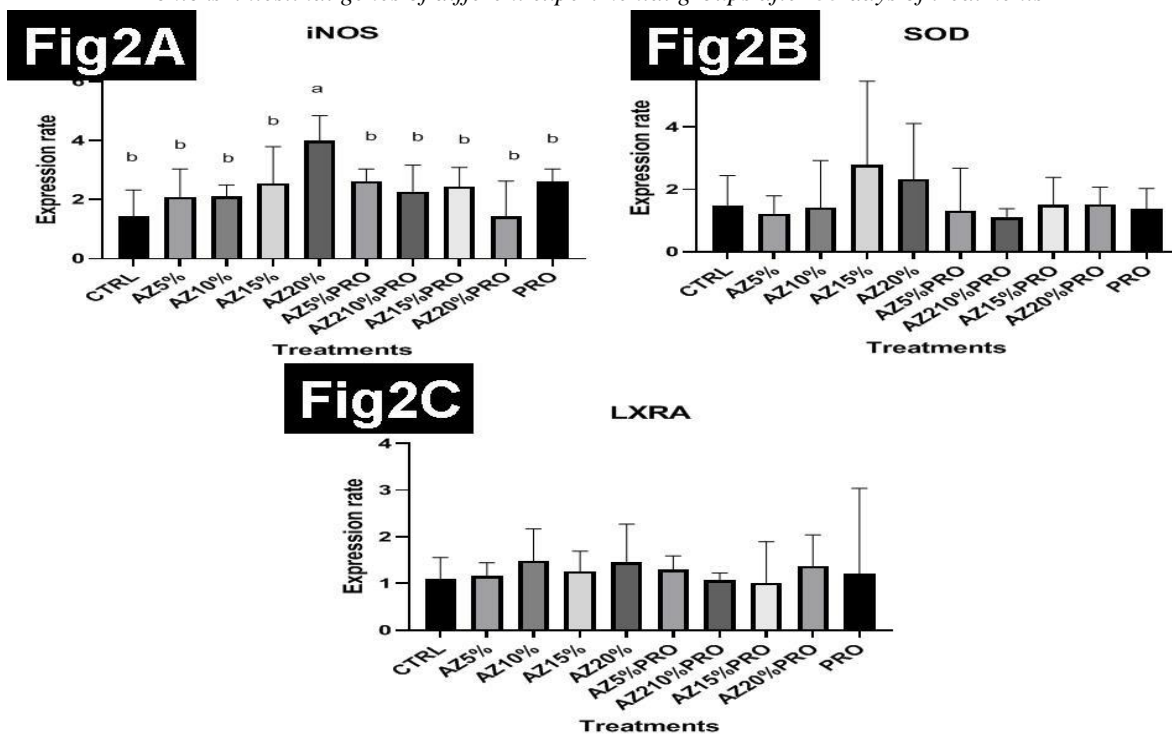 Fig2A
iNOS
6
4
2
0
Expression rate
b
b
b
b
a
b
b
b
b
b
CTRL
AZ5%
AZ10%
AZ15%
AZ20%
AZ5%PRO
AZ210%PRO
AZ15%PRO
AZ20%PRO
PRO
Treatments
Fig2B
SOD
4
2
0
Expression rate
CTRL
AZ5%
AZ10%
AZ15%
AZ20%
AZ5%PRO
AZ210%PRO
AZ15%PRO
AZ20%PRO
PRO
Treatments
Fig2C
LXRA
4
3
2
1
0
Expression rate
CTRL
AZ5%
AZ10%
AZ15%
AZ20%
AZ5%PRO
AZ210%PRO
AZ15%PRO
AZ20%PRO
PRO
Treatments